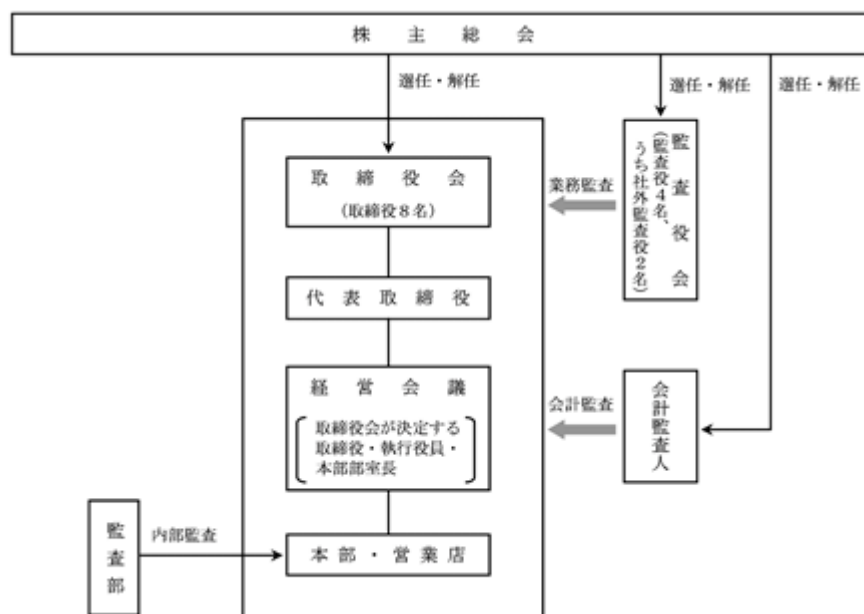 株主総会
選任・解任
選任・解任
選任・解任
取締役会
(取締役8名)
業務監査
監査役会
(監査役4名、
うち社外監査役2名)
代表取締役
経営会議
取締役会が決定する
取締役・執行役員・
本部部室長
会計監査
会計監査人
監査部
内部監査
本部・営業店